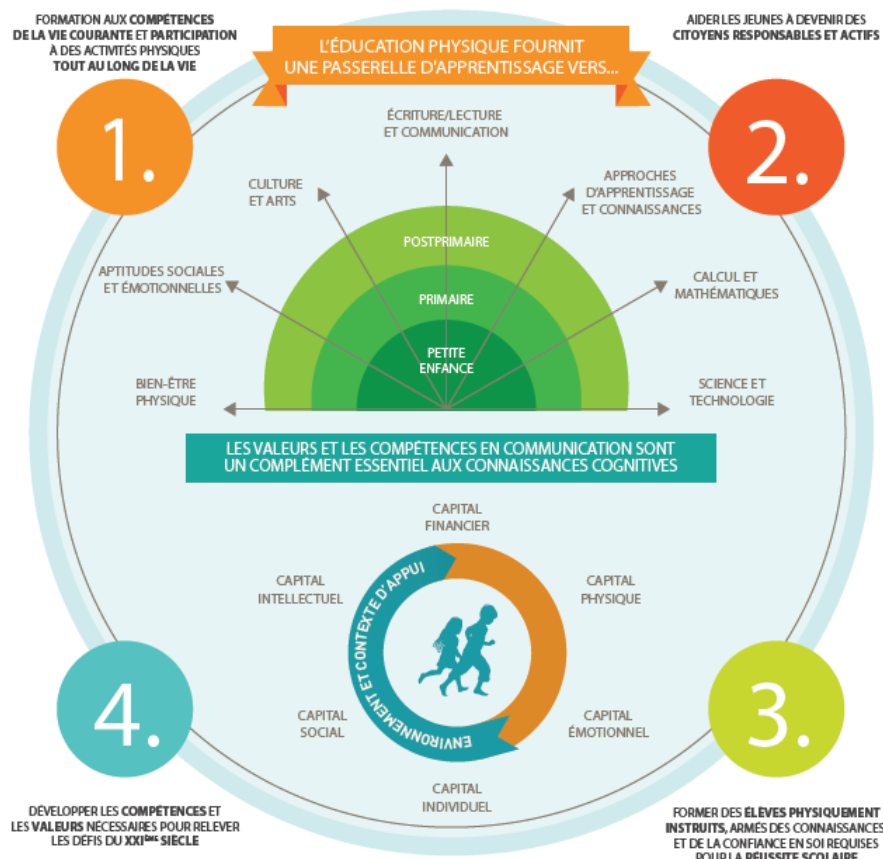 FORMATION AUX COMPÉTENCES
DE LA VIE COURANTE ET PARTICIPATION
À DES ACTIVITÉS PHYSIQUES
TOUT AU LONG DE LA VIE
1.
L'ÉDUCATION PHYSIQUE FOURNIT
UNE PASSERELLE D'APPRENTISSAGE VERS...
AIDER LES JEUNES À DEVENIR DES
CITOYENS RESPONSABLES ET ACTIFS
2.
ÉCRITURE/LECTURE
ET COMMUNICATION
CULTURE
ET ARTS
APPROCHES
D'APPRENTISSAGE
ET CONNAISSANCES
APTITUDES SOCIALES
ET ÉMOTIONNELLES
CALCUL ET
MATHÉMATIQUES
BIEN-ÊTRE
PHYSIQUE
SCIENCE ET
TECHNOLOGIE
POSTPRIMAIRE
PRIMAIRE
PETITE
ENFANCE
LES VALEURS ET LES COMPÉTENCES EN COMMUNICATION SONT
UN COMPLÉMENT ESSENTIEL AUX CONNAISSANCES COGNITIVES
CAPITAL
FINANCIER
CAPITAL
INTELLECTUEL
CAPITAL
PHYSIQUE
ENVIRONNEMENT ET CONTEXTE D'APPUI
CAPITAL
SOCIAL
CAPITAL
ÉMOTIONNEL
CAPITAL
INDIVIDUEL
4.
DÉVELOPPER LES COMPÉTENCES ET
LES VALEURS NÉCESSAIRES POUR RELEVER
LES DÉFIS DU XXIÈME SIÈCLE
3.
FORMER DES ÉLÈVES PHYSIQUEMENT
INSTRUITS, ARMÉS DES CONNAISSANCES
ET DE LA CONFIANCE EN SOI REQUISES
POUR LA RÉUSSITE SCOLAIRE